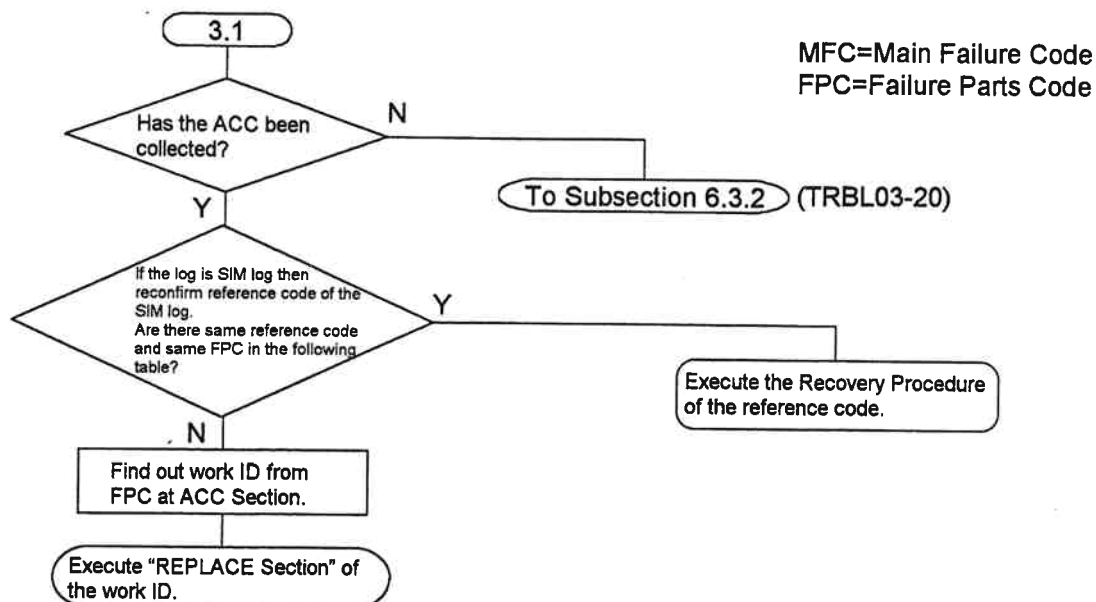 3.1
MFC=Main Failure Code
FPC=Failure Parts Code
Has the ACC been
collected?
N
To Subsection 6.3.2 (TRBL03-20)
Y
If the log is SIM log then
reconfirm reference code of the
SIM log.
Are there same reference code
and same FPC in the following
table?
Y
Execute the Recovery Procedure
of the reference code.
N
Find out work ID from
FPC at ACC Section.
Execute “REPLACE Section” of
the work ID.